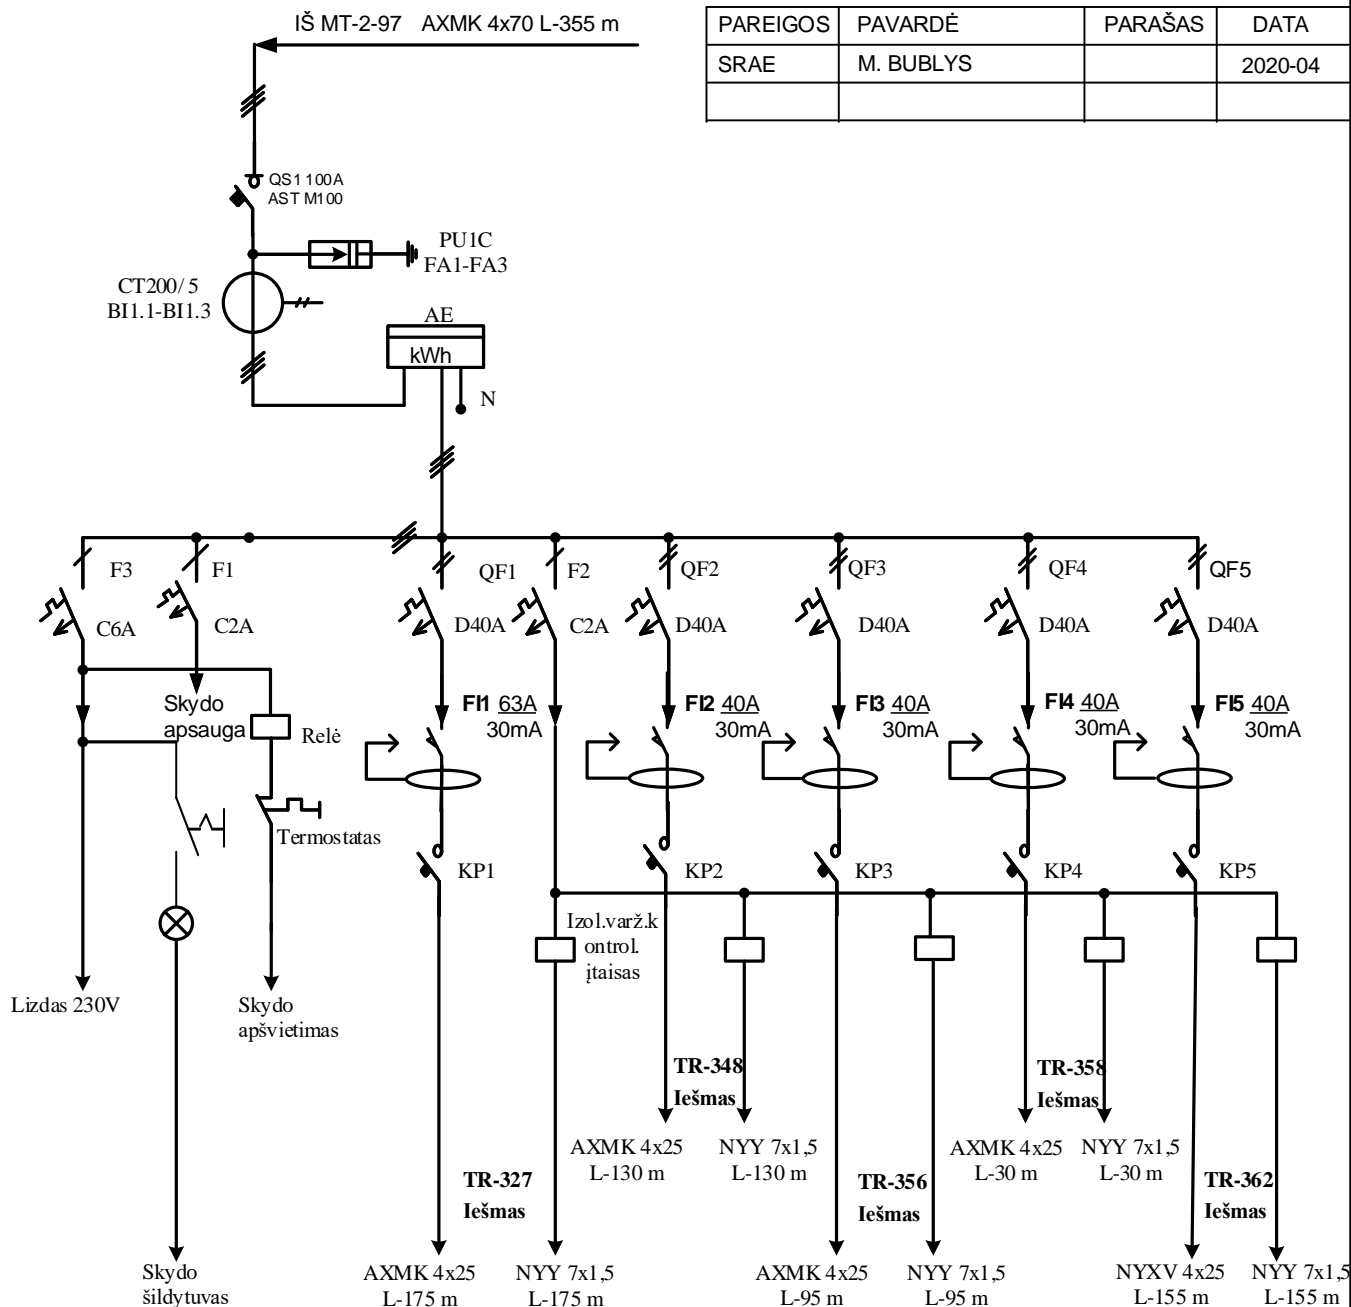 IŠ MT-2-97 AXMK 4x70 L-355 m
PAREIGOS PAVARDĖ PARAŠAS DATA
SRAE M. BUBLYS 2020-04
QS1 100A
AST M100
PU1C
FA1-FA3
CT200/5
BI1.1-BI1.3
AE
kWh
N
F3 F1 QF1 F2 QF2 QF3 QF4 QF5
C6A C2A D40A C2A D40A D40A D40A D40A
Skydo
apsauga
Relė
FI1 63A
30mA
FI2 40A
30mA
FI3 40A
30mA
FI4 40A
30mA
FI5 40A
30mA
Termostatas
KP1 KP2 KP3 KP4 KP5
Izol.varž.k
ontrol.
įtaisas
Lizdas 230V
Skydo
apšvietimas
TR-348
Iešmas
TR-358
Iešmas
AXMK 4x25
L-130 m
NYY 7x1,5
L-130 m
AXMK 4x25
L-30 m
NYY 7x1,5
L-30 m
TR-327
Iešmas
TR-356
Iešmas
TR-362
Iešmas
Skydo
šildytuvas
AXMK 4x25
L-175 m
NYY 7x1,5
L-175 m
AXMK 4x25
L-95 m
NYY 7x1,5
L-95 m
NYXV 4x25
L-155 m
NYY 7x1,5
L-155 m